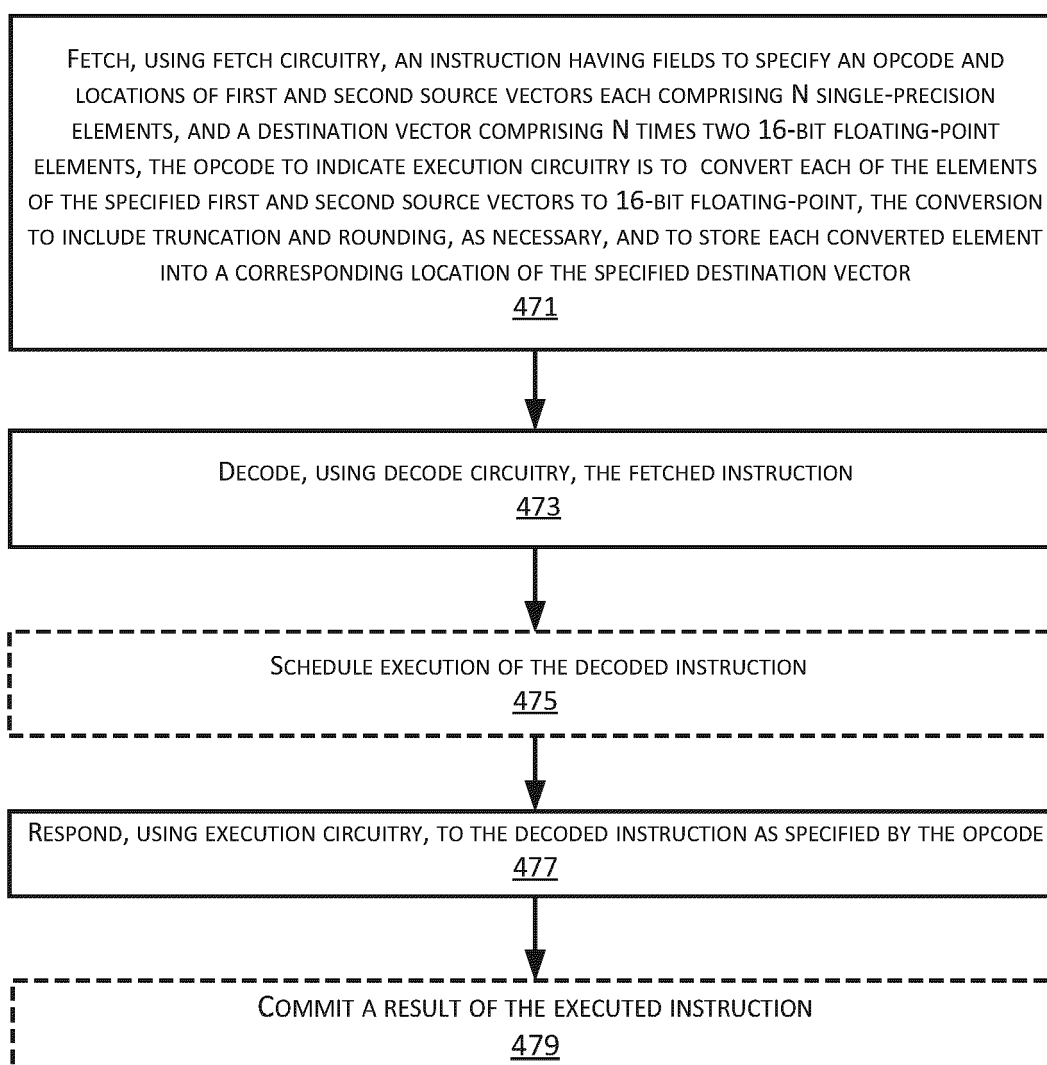 FETCH, USING FETCH CIRCUITRY, AN INSTRUCTION HAVING FIELDS TO SPECIFY AN OPCODE AND
LOCATIONS OF FIRST AND SECOND SOURCE VECTORS EACH COMPRISING N SINGLE-PRECISION
ELEMENTS, AND A DESTINATION VECTOR COMPRISING N TIMES TWO 16-BIT FLOATING-POINT
ELEMENTS, THE OPCODE TO INDICATE EXECUTION CIRCUITRY IS TO CONVERT EACH OF THE ELEMENTS
OF THE SPECIFIED FIRST AND SECOND SOURCE VECTORS TO 16-BIT FLOATING-POINT, THE CONVERSION
TO INCLUDE TRUNCATION AND ROUNDING, AS NECESSARY, AND TO STORE EACH CONVERTED ELEMENT
INTO A CORRESPONDING LOCATION OF THE SPECIFIED DESTINATION VECTOR
471
DECODE, USING DECODE CIRCUITRY, THE FETCHED INSTRUCTION
473
SCHEDULE EXECUTION OF THE DECODED INSTRUCTION
475
RESPOND, USING EXECUTION CIRCUITRY, TO THE DECODED INSTRUCTION AS SPECIFIED BY THE OPCODE
477
COMMIT A RESULT OF THE EXECUTED INSTRUCTION
479